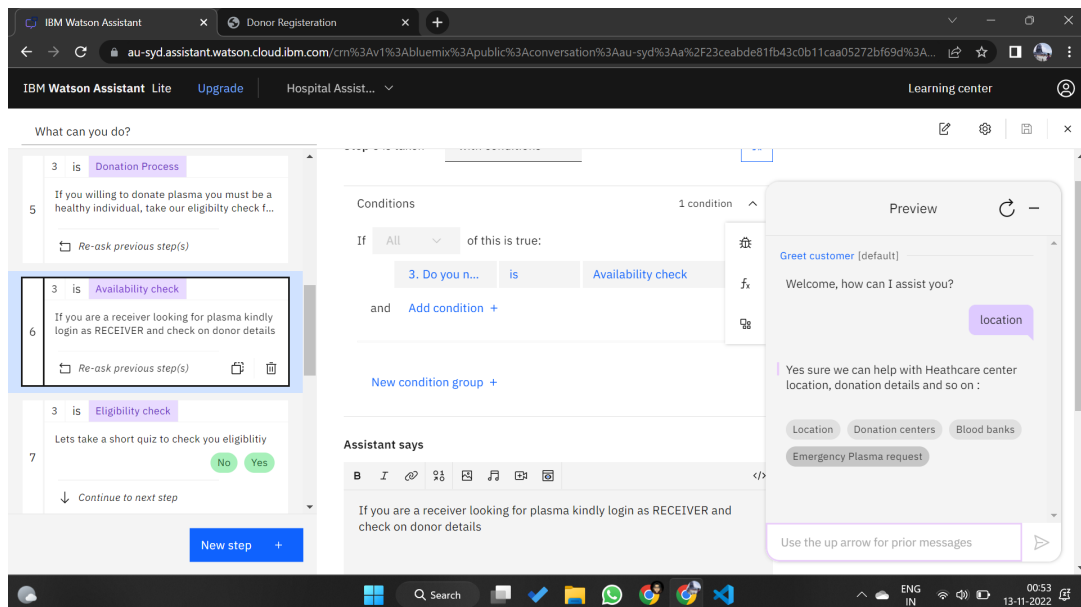 IBM Watson Assistant
Donor Registeration
au-syd.assistant.watson.cloud.ibm.com/crn%3Av1%3Abluemix%3Apublic%3Aconversation%3Aau-syd%3Aa%2F23ceabde81fb43c0b11caa05272bf69d%3A...
IBM Watson Assistant Lite Upgrade Hospital Assist... Learning center
What can you do?
3 is Donation Process
If you willing to donate plasma you must be a
healthy individual, take our eligibilty check f...
5
Re-ask previous step(s)
3 is Availability check
If you are a receiver looking for plasma kindly
login as RECEIVER and check on donor details
6
Re-ask previous step(s)
3 is Eligibility check
Lets take a short quiz to check you eligiblitiy
7
No Yes
Continue to next step
New step +
Conditions 1 condition
If All of this is true:
3. Do you n... is Availability check
and Add condition +
New condition group +
Assistant says
B I </>
If you are a receiver looking for plasma kindly login as RECEIVER and
check on donor details
fx
Preview
Greet customer [default]
Welcome, how can I assist you?
location
Yes sure we can help with Heathcare center
location, donation details and so on :
Location Donation centers Blood banks
Emergency Plasma request
Use the up arrow for prior messages
Search
ENG
IN
00:53
13-11-2022